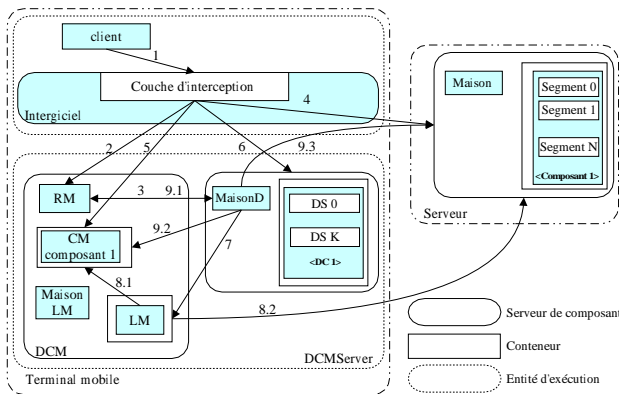 client
1
Couche d'interception
Intergiciel
4
2
5
6
9.3
RM
3
9.1
MaisonD
DS 0
DS K
<DC 1>
CM
composant 1
9.2
7
8.1
Maison
LM
LM
8.2
DCM
DCMServer
Terminal mobile
Maison
Segment 0
Segment 1
Segment N
<Composant 1>
Serveur
Serveur de composant
Conteneur
Entité d'exécution